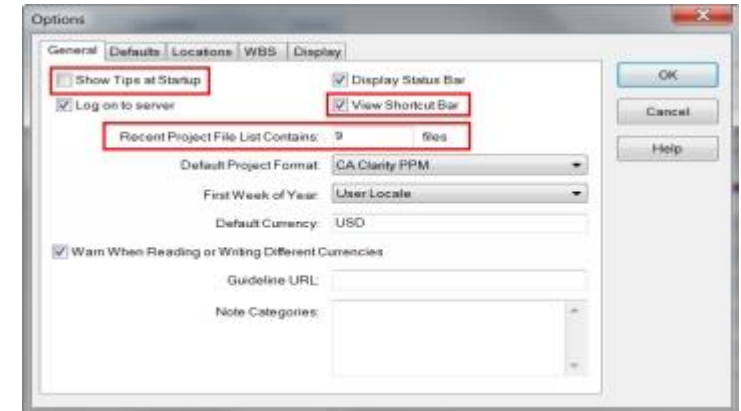 Options
General Defaults Locations WBS Display
Show Tips at Startup Display Status Bar OK
Log on to server View Shortcut Bar Cancel
Recent Project File List Contains: 9 files Help
Default Project Format: CA Clarity PPM
First Week of Year: User Locale
Default Currency: USD
Warn When Reading or Writing Different Currencies
Guideline URL:
Note Categories: